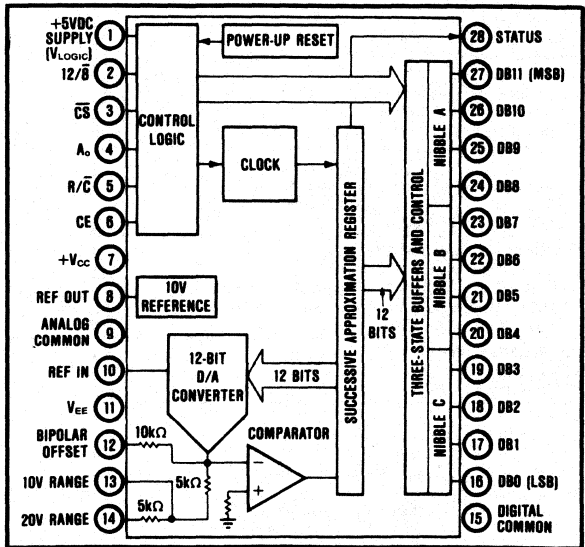 +5VDC
SUPPLY
(VLOGIC)
1
12/8̅
2
C̅S̅
3
A₀
4
R/C̅
5
CE
6
+VCC
7
REF OUT
8
ANALOG
COMMON
9
REF IN
10
VEE
11
BIPOLAR
OFFSET
12
10V RANGE
13
20V RANGE
14
POWER-UP RESET
CONTROL
LOGIC
CLOCK
10V
REFERENCE
12-BIT
D/A
CONVERTER
12 BITS
10kΩ
5kΩ
5kΩ
COMPARATOR
−
+
SUCCESSIVE APPROXIMATION REGISTER
12
BITS
THREE-STATE BUFFERS AND CONTROL
NIBBLE A
NIBBLE B
NIBBLE C
28 STATUS
27 DB11 (MSB)
26 DB10
25 DB9
24 DB8
23 DB7
22 DB6
21 DB5
20 DB4
19 DB3
18 DB2
17 DB1
16 DB0 (LSB)
15 DIGITAL
COMMON